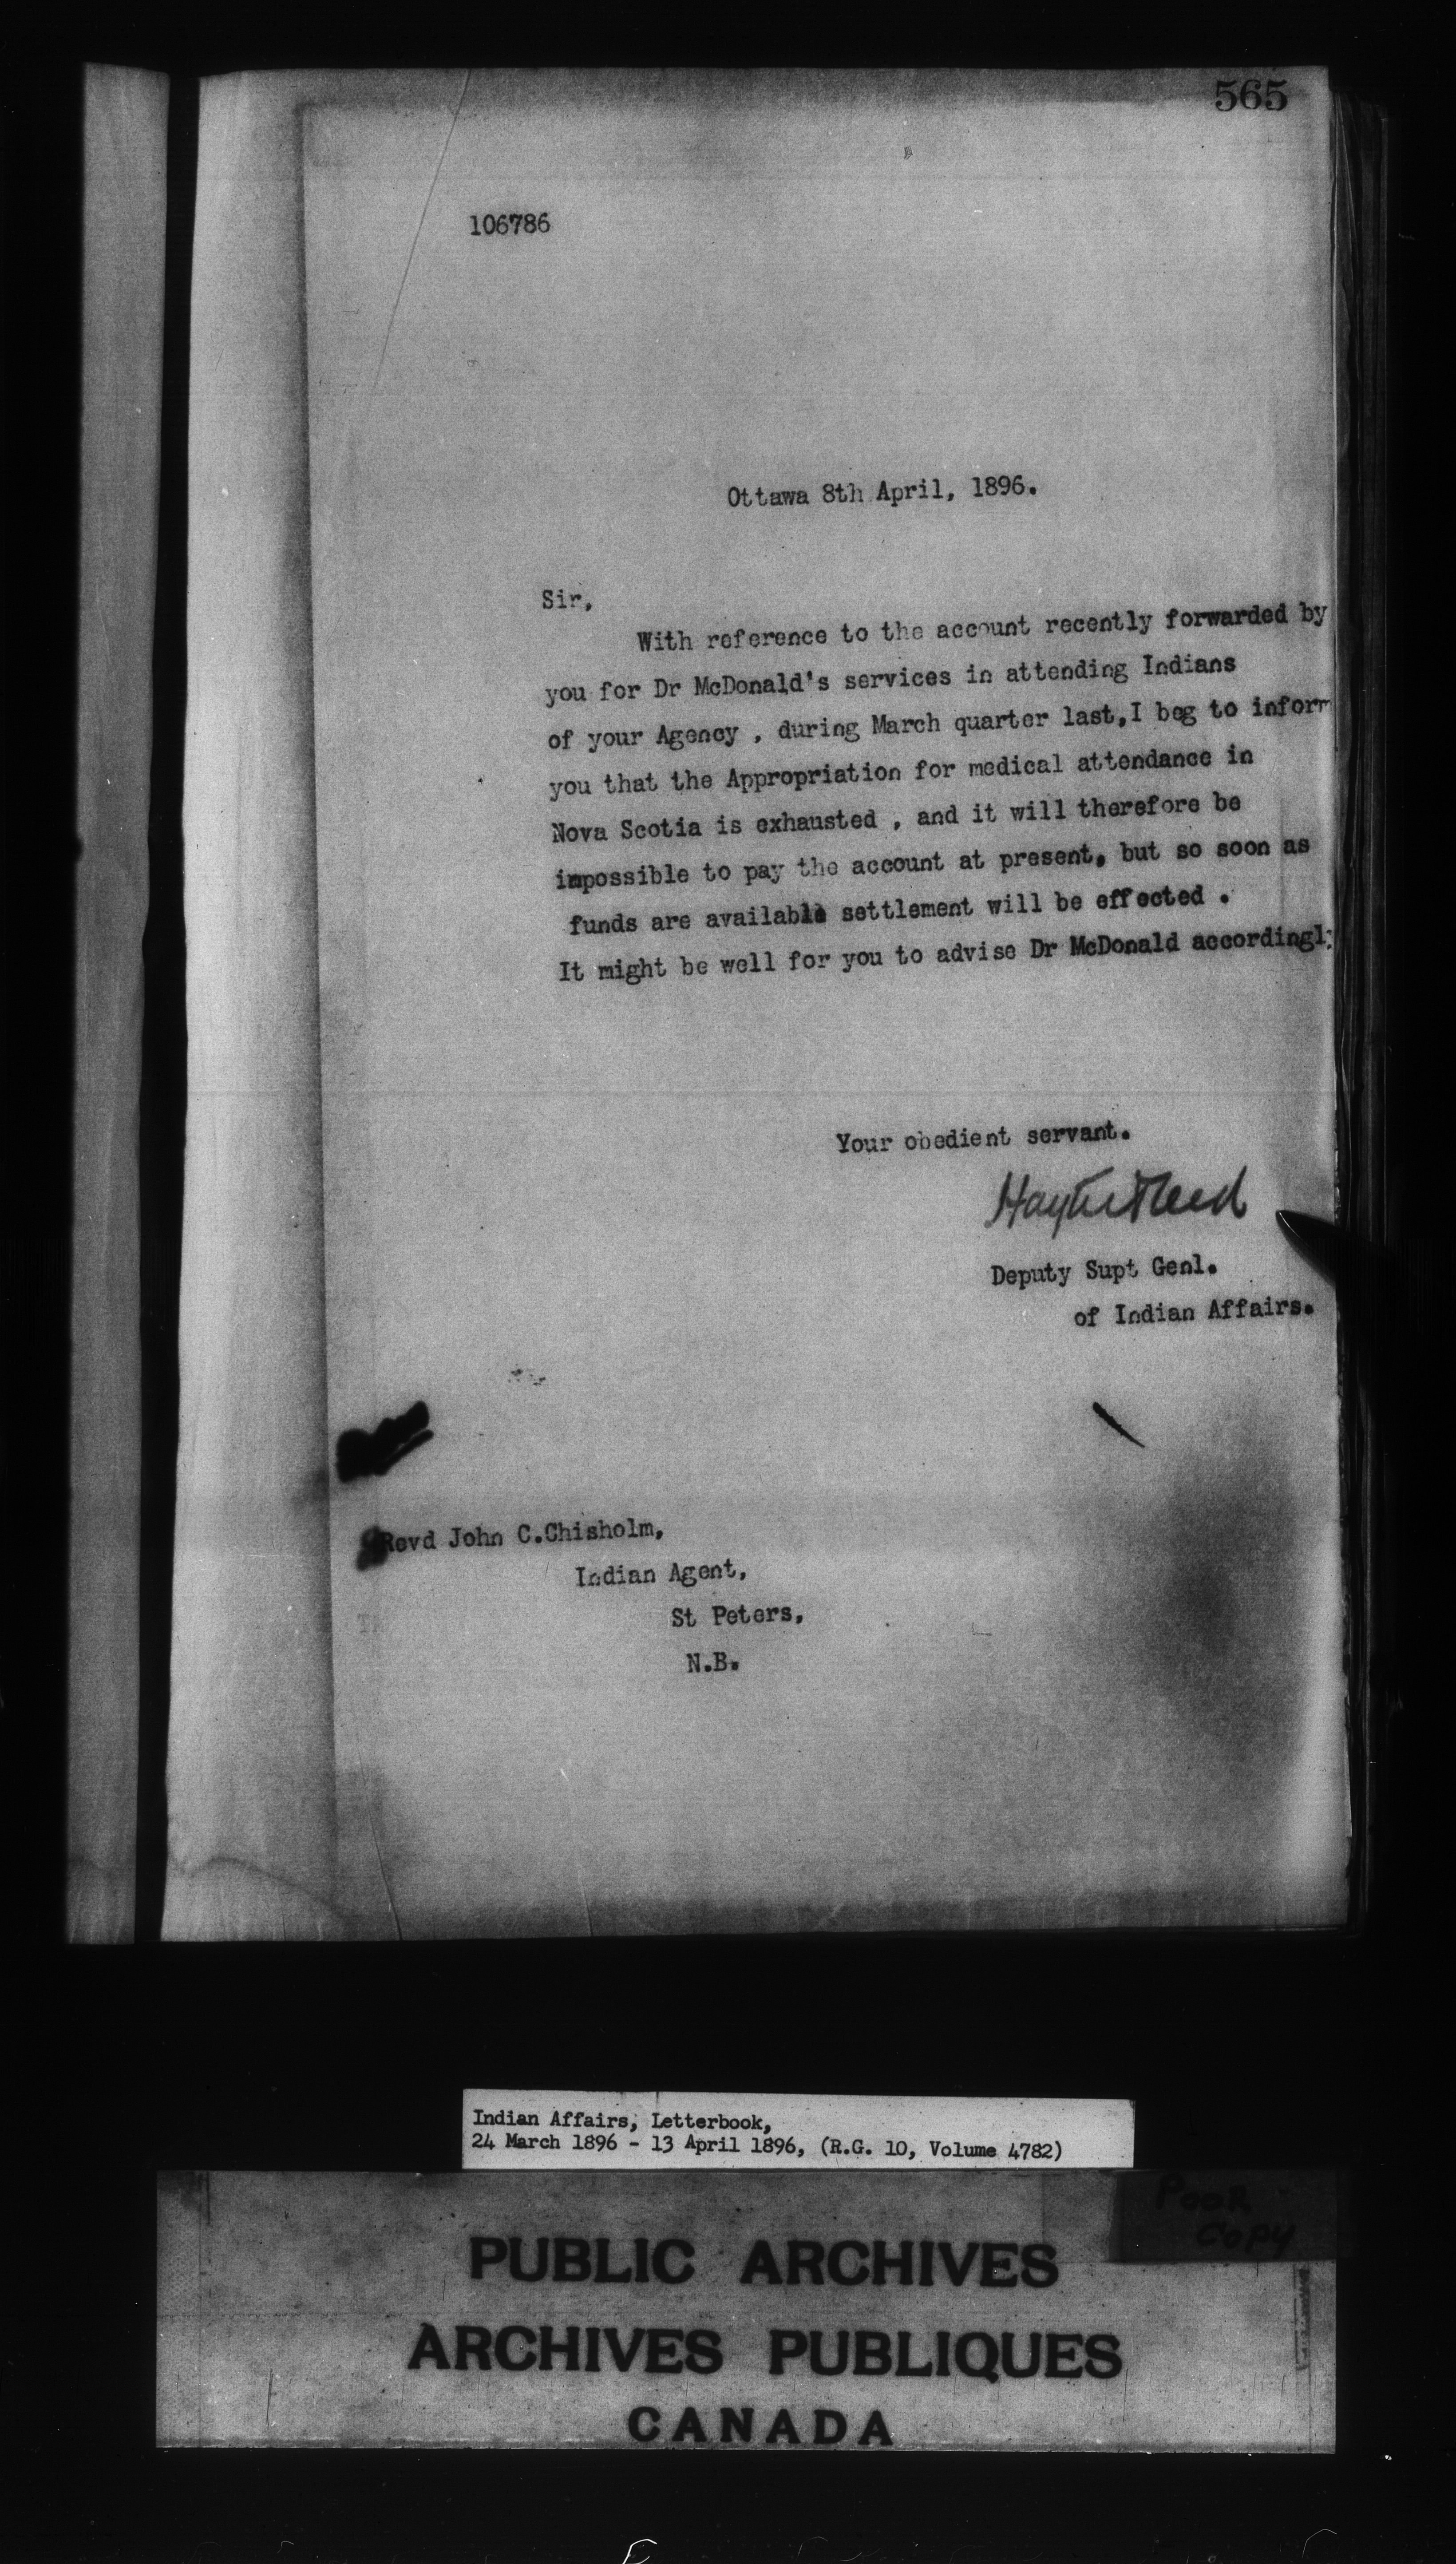 565
106786
Ottawa 8th April, 1896.
Sir,
With reference to the account recently forwarded by
you for Dr McDonald's services in attending Indians
of your Agency , during March quarter last,I beg to inform
you that the Appropriation for medical attendance in
Nova Scotia is exhausted , and it will therefore be
impossible to pay the account at present, but so soon as
funds are available settlement will be effected .
It might be well for you to advise Dr McDonald accordingly
Your obedient servant.
Hayter Reed
Deputy Supt Genl.
of Indian Affairs.
Revd John C.Chisholm,
Indian Agent,
St Peters,
N.B.
Indian Affairs, Letterbook,
24 March 1896 - 13 April 1896, (R.G. 10, Volume 4782)
POOR
COPY
PUBLIC ARCHIVES
ARCHIVES PUBLIQUES
CANADA